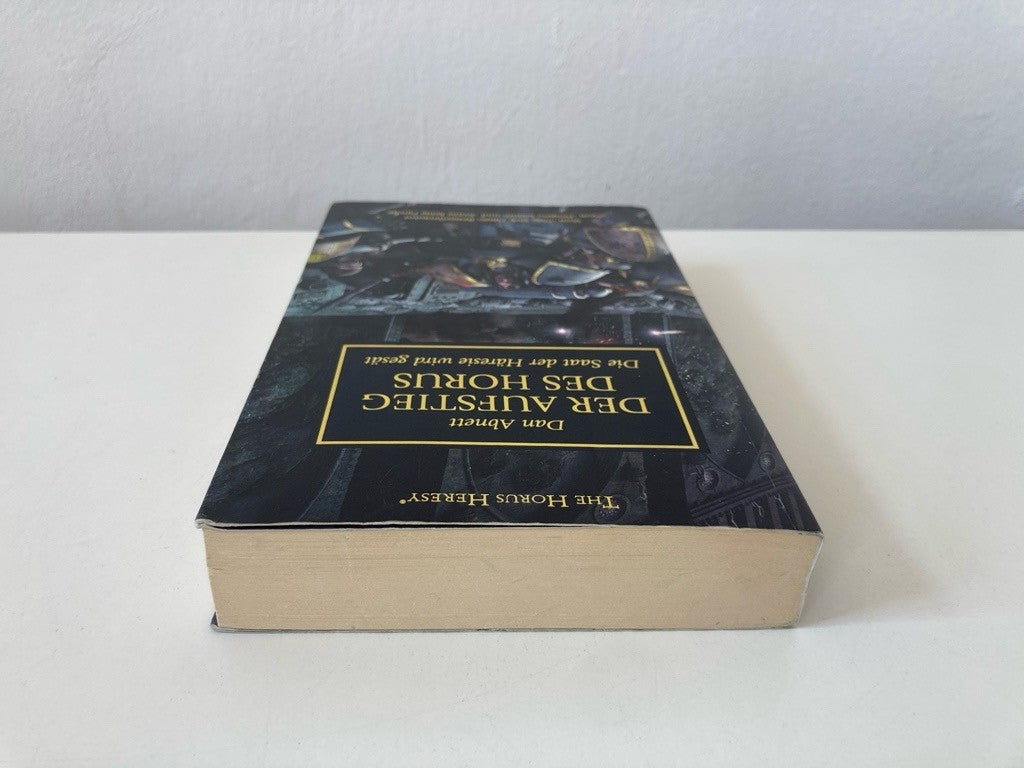 THE HORUS HERESY®
Dan Abnett
DER AUFSTIEG
DES HORUS
Die Saat der Häresie wird gesät